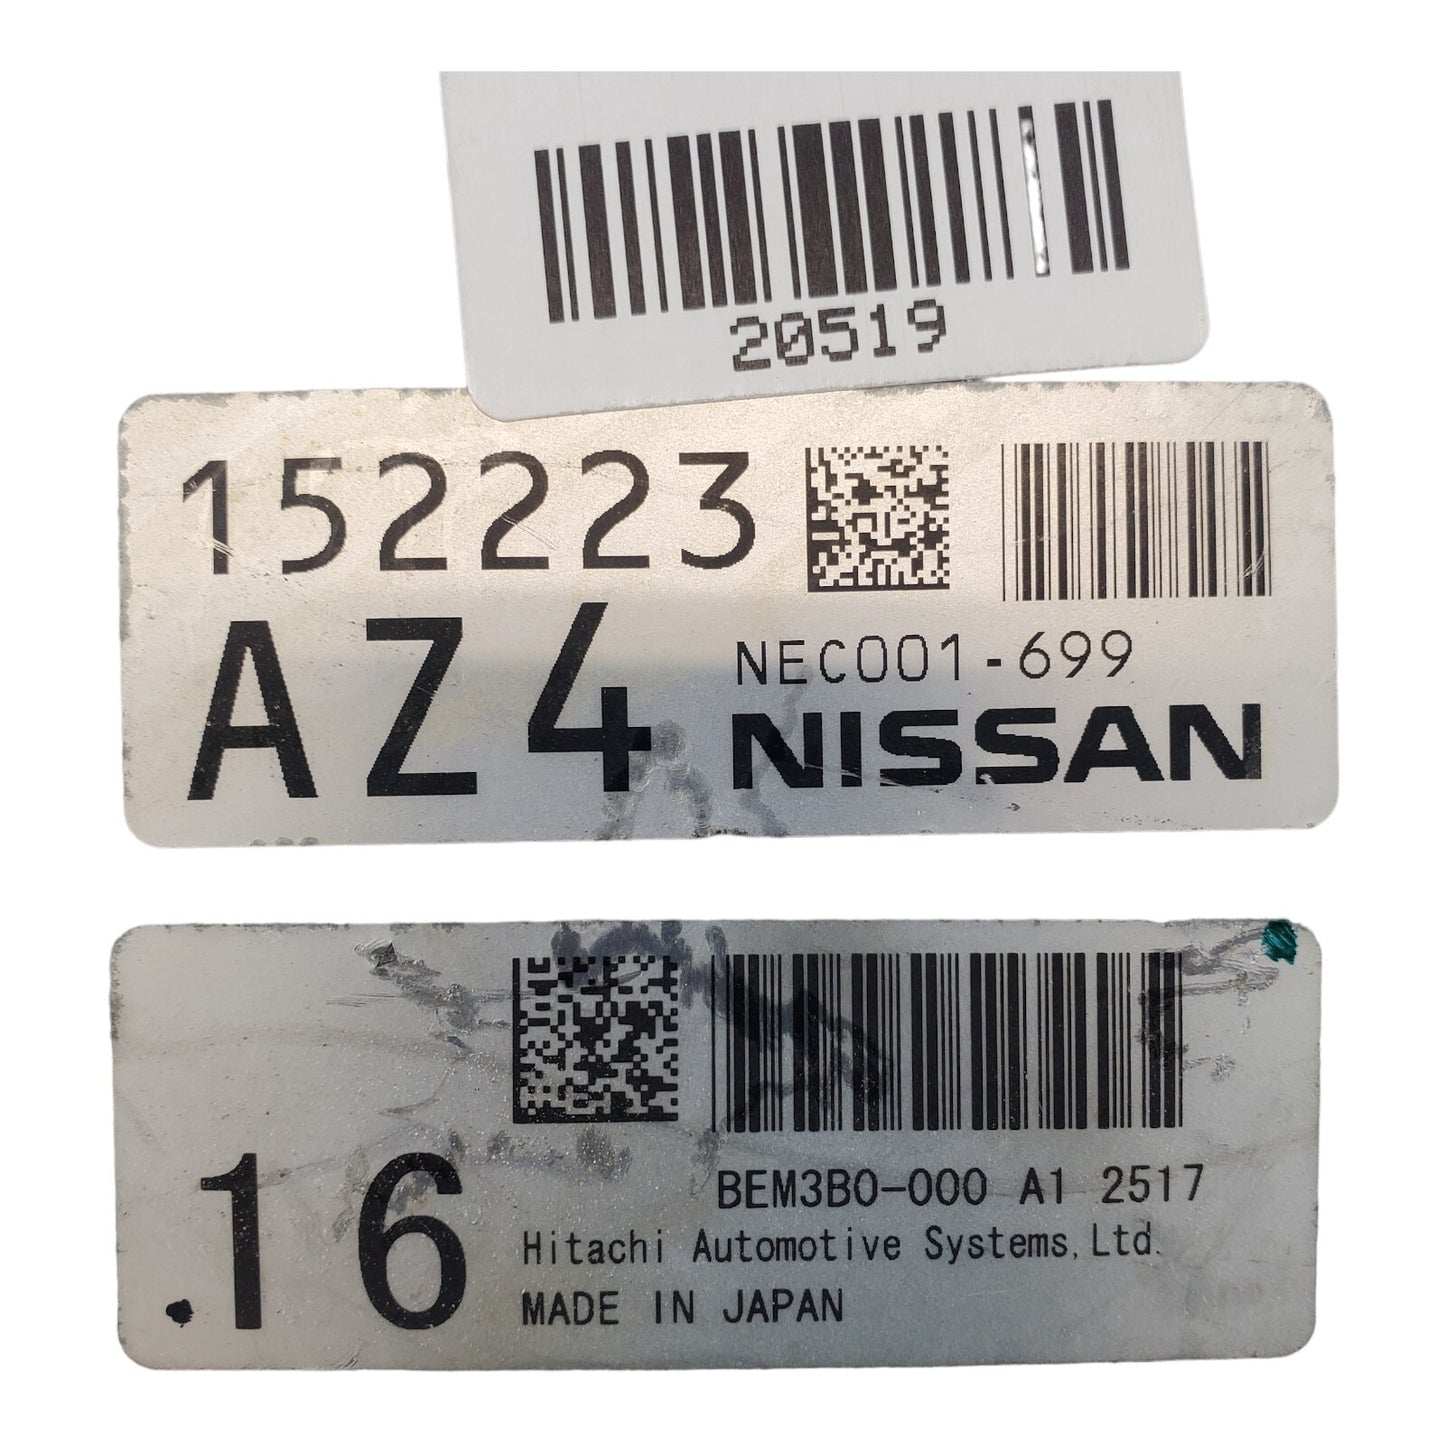 20519
152223
AZ4
NEC001-699
NISSAN
16
BEM3B0-000 A1 2517
Hitachi Automotive Systems,Ltd.
MADE IN JAPAN